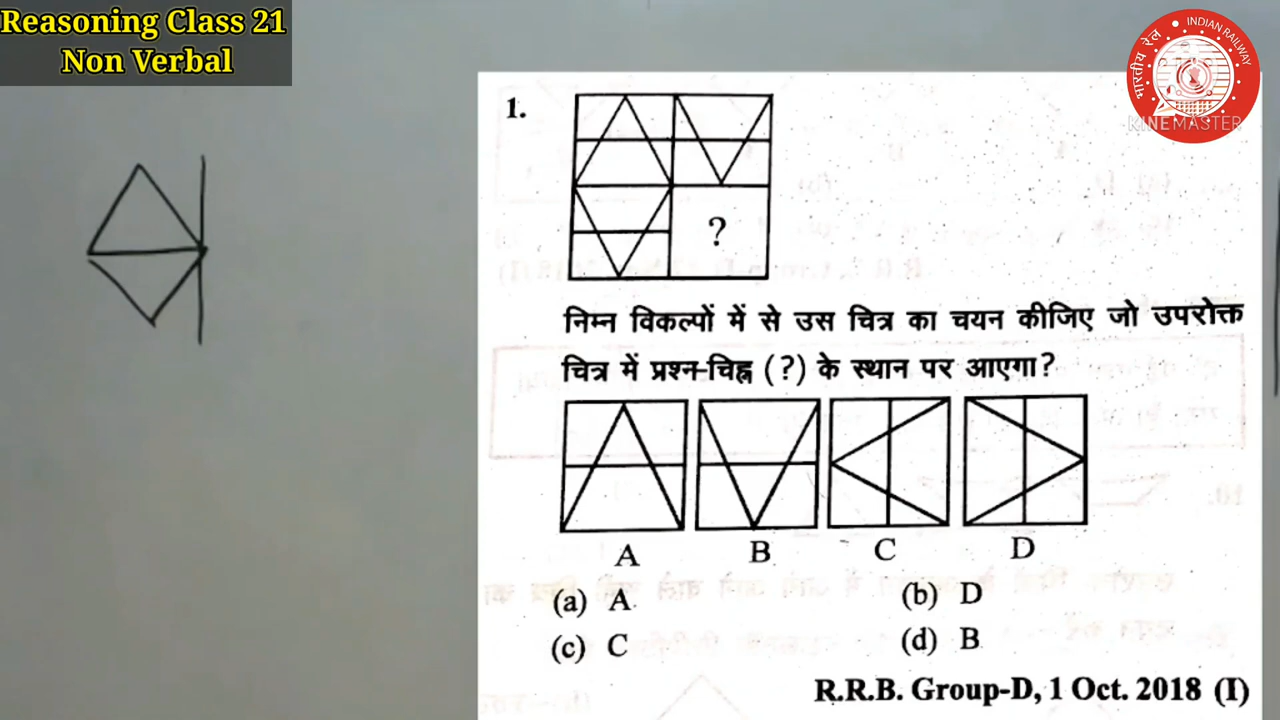 Reasoning Class 21
Non Verbal
भारतीय रेल
INDIAN RAILWAY
KINEMASTER
1.
?
निम्न विकल्पों में से उस चित्र का चयन कीजिए जो उपरोक्त
चित्र में प्रश्न-चिह्न (?) के स्थान पर आएगा?
A B C D
(a) A (b) D
(c) C (d) B
R.R.B. Group-D, 1 Oct. 2018 (I)